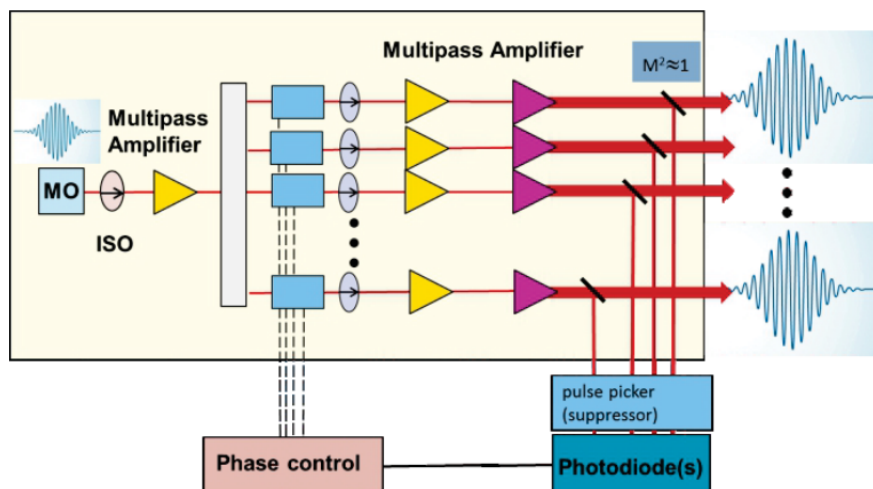 Multipass Amplifier
M²≈1
Multipass
Amplifier
MO
ISO
pulse picker
(suppressor)
Phase control
Photodiode(s)